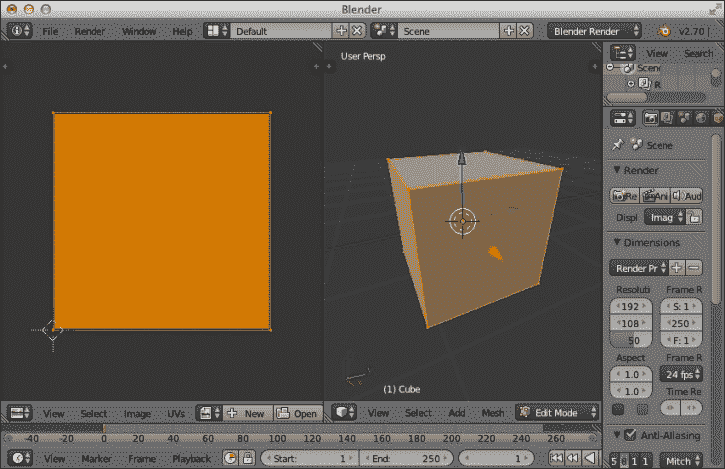 Blender
File Render Window Help Default Scene Blender Render v2.70 |
User Persp
View Search
Scene
R
Scene
Render
Re Ani Aud
Displ Imag
Dimensions
Render Pr
Resoluti Frame R
192 S: 1
108 250
50 F: 1
Aspect Frame R
1.0 24 fps
1.0 Time Re
(1) Cube
View Select Image UVs New Open
View Select Add Mesh Edit Mode
Anti-Aliasing
-40 -20 0 20 40 60 80 100 120 140 160 180 200 220 240 260
5 8 1 1 Mitch
View Marker Frame Playback Start: 1 End: 250 1